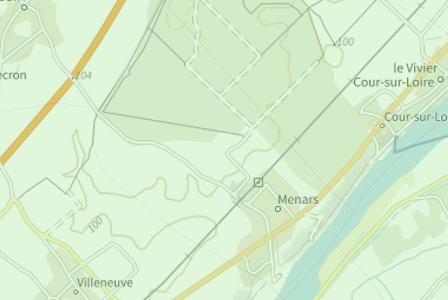 ecron
104
100
le Vivier
Cour-sur-Loire
Cour-sur-Lo
Menars
100
Villeneuve